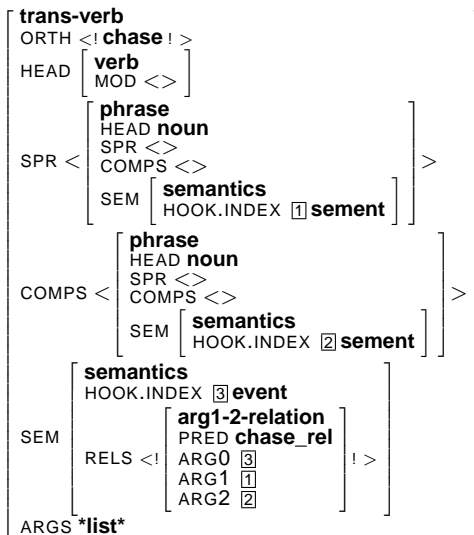 trans-verb
ORTH <! chase ! >
HEAD [ verb
MOD <> ]
SPR < [ phrase
HEAD noun
SPR <>
COMPS <>
SEM [ semantics
HOOK.INDEX 1 sement ] ] >
COMPS < [ phrase
HEAD noun
SPR <>
COMPS <>
SEM [ semantics
HOOK.INDEX 2 sement ] ] >
SEM [ semantics
HOOK.INDEX 3 event
RELS <! [ arg1-2-relation
PRED chase_rel
ARG0 3
ARG1 1
ARG2 2 ] ! > ]
ARGS *list*